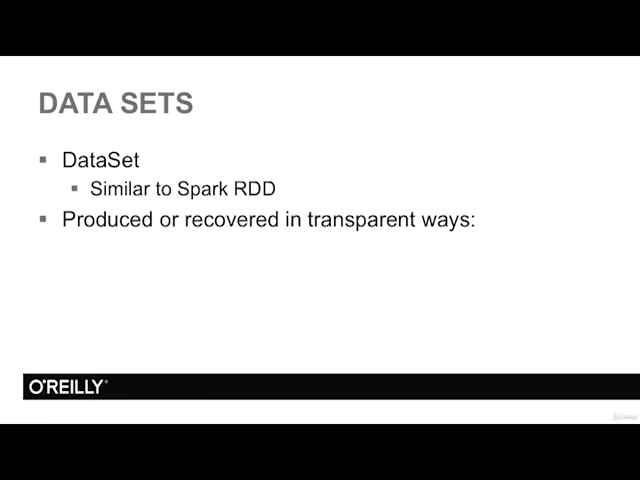 DATA SETS
DataSet
Similar to Spark RDD
Produced or recovered in transparent ways:
O'REILLY®